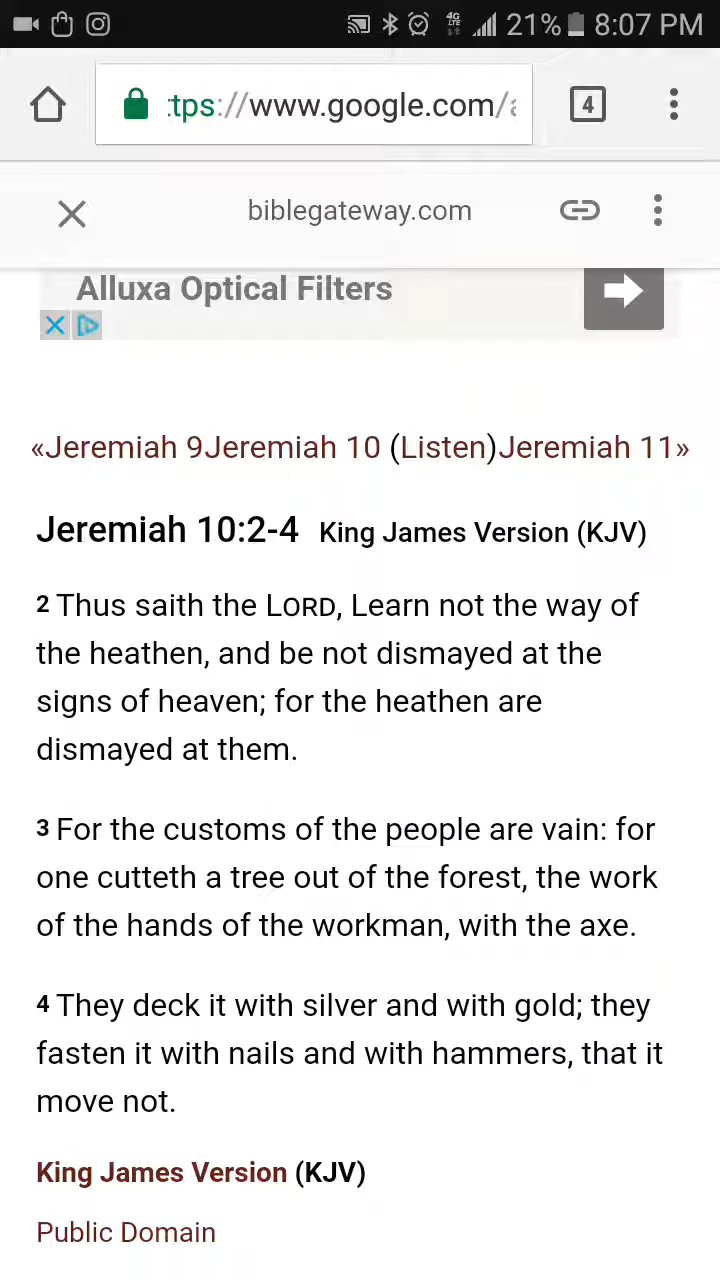 21% 8:07 PM
tps://www.google.com/
4
biblegateway.com
Alluxa Optical Filters
«Jeremiah 9Jeremiah 10 (Listen)Jeremiah 11»
Jeremiah 10:2-4 King James Version (KJV)
2 Thus saith the LORD, Learn not the way of
the heathen, and be not dismayed at the
signs of heaven; for the heathen are
dismayed at them.
3 For the customs of the people are vain: for
one cutteth a tree out of the forest, the work
of the hands of the workman, with the axe.
4 They deck it with silver and with gold; they
fasten it with nails and with hammers, that it
move not.
King James Version (KJV)
Public Domain